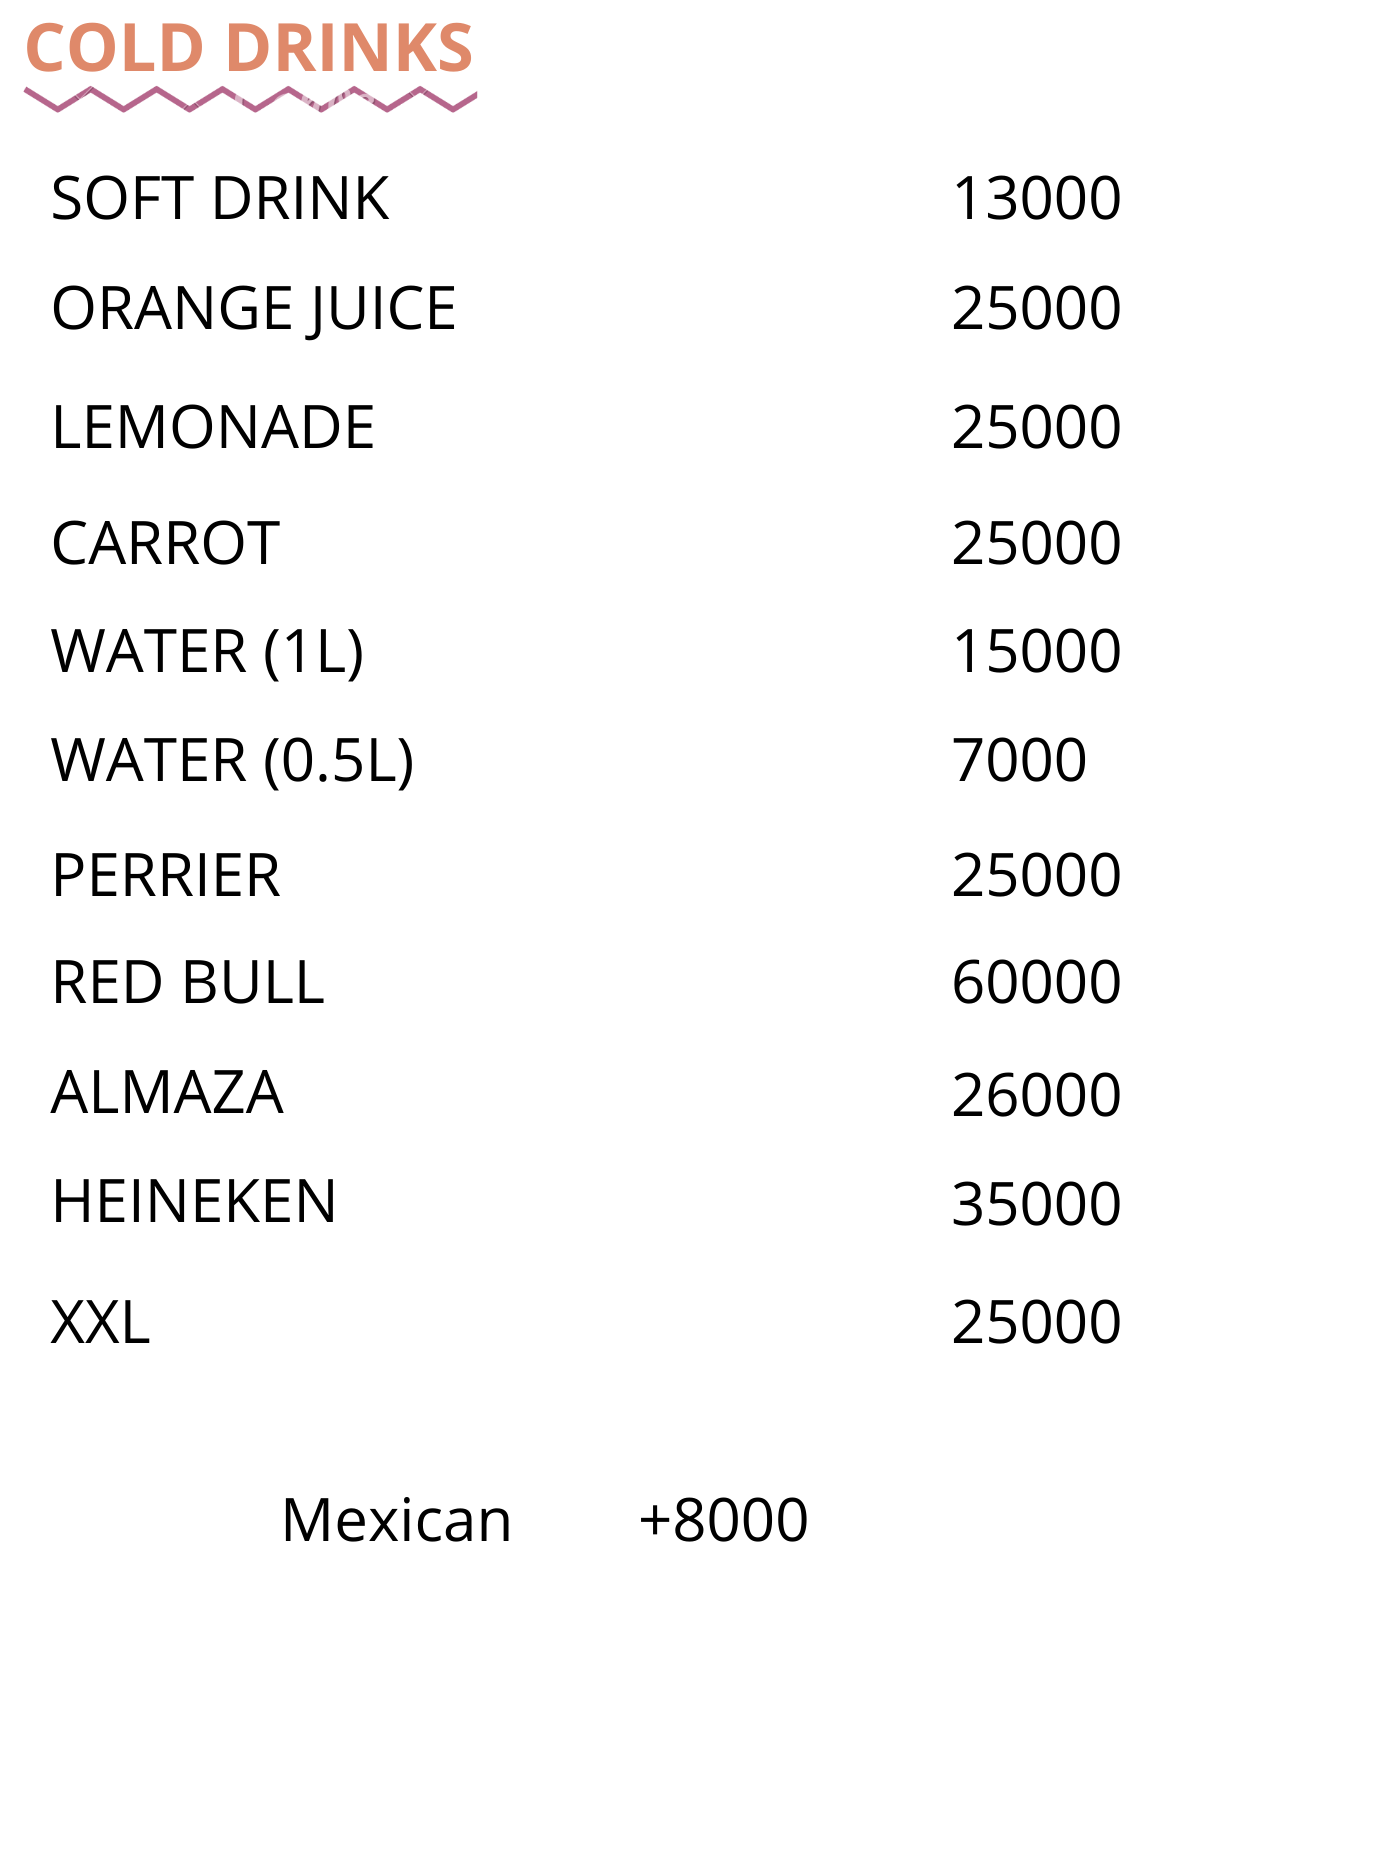 COLD DRINKS
SOFT DRINK 13000
ORANGE JUICE 25000
LEMONADE 25000
CARROT 25000
WATER (1L) 15000
WATER (0.5L) 7000
PERRIER 25000
RED BULL 60000
ALMAZA 26000
HEINEKEN 35000
XXL 25000
Mexican +8000